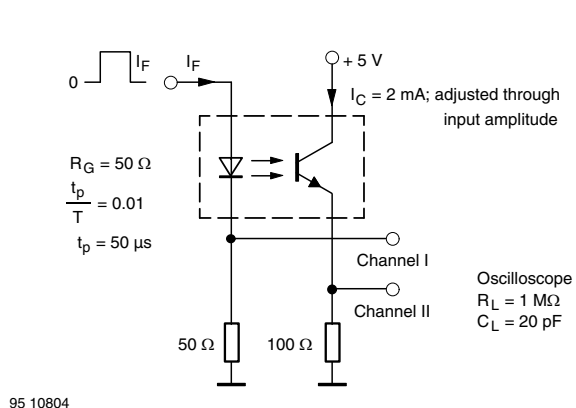 0
I_F
I_F
+ 5 V
I_C = 2 mA; adjusted through
input amplitude
R_G = 50 Ω
t_p
T
= 0.01
t_p = 50 µs
Channel I
Channel II
Oscilloscope
R_L = 1 MΩ
C_L = 20 pF
50 Ω
100 Ω
95 10804